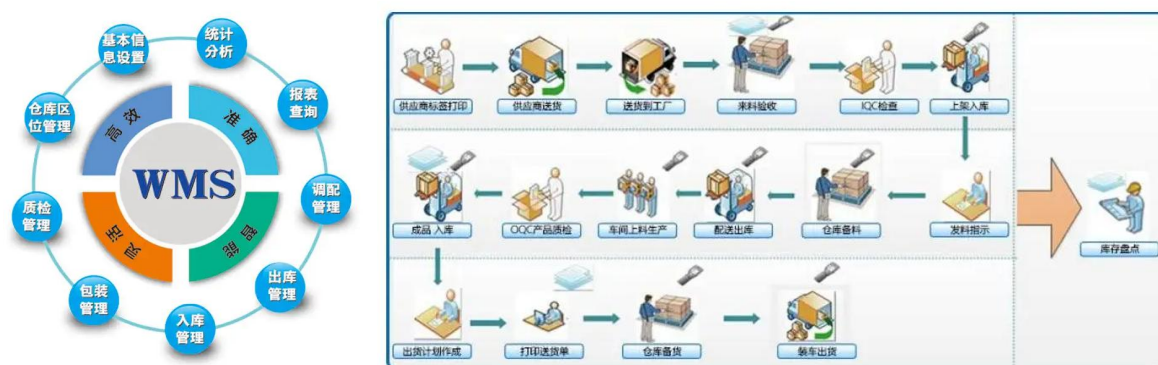 统计
分析
基本信
息设置
报表
查询
仓库区
位管理
高效
准确
WMS
调配
管理
质检
管理
灵活
智能
出库
管理
包装
管理
入库
管理
供应商标签打印
供应商送货
送货到工厂
来料验收
IQC检查
上架入库
成品 入库
OQC产品质检
车间上料生产
配送出库
仓库备料
发料指示
库存盘点
出货计划作成
打印送货单
仓库备货
装车出货